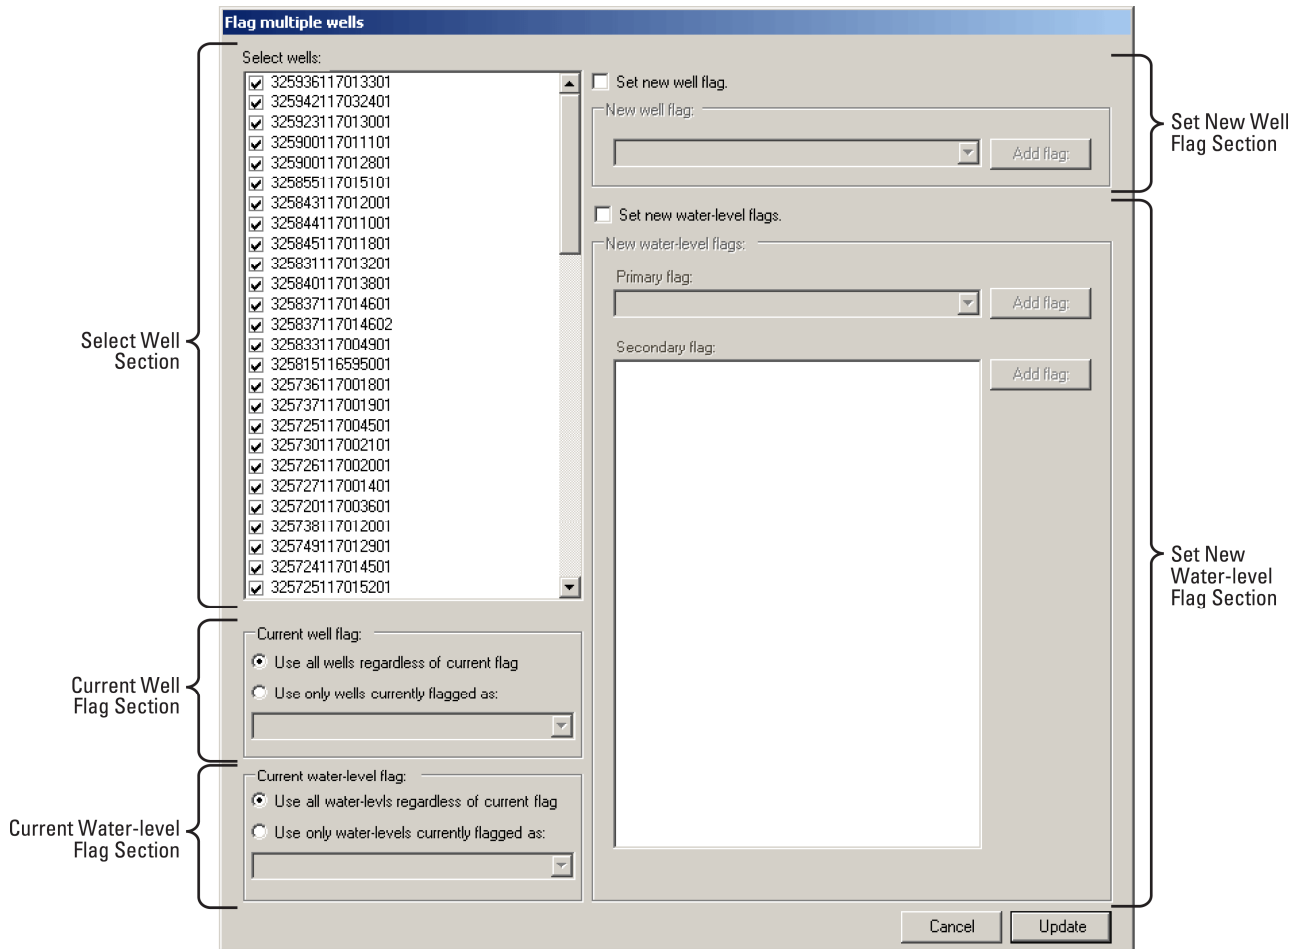 Flag multiple wells
Select wells:
325936117013301
325942117032401
325923117013001
325900117011101
325900117012801
325855117015101
325843117012001
325844117011001
325845117011801
325831117013201
325840117013801
325837117014601
325837117014602
325833117004901
325815116595001
325736117001801
325737117001901
325725117004501
325730117002101
325726117002001
325727117001401
325720117003601
325738117012001
325749117012901
325724117014501
325725117015201
Select Well
Section
Current well flag:
Use all wells regardless of current flag
Use only wells currently flagged as:
Current Well
Flag Section
Current water-level flag:
Use all water-levls regardless of current flag
Use only water-levels currently flagged as:
Current Water-level
Flag Section
Set new well flag.
New well flag:
Add flag:
Set New Well
Flag Section
Set new water-level flags.
New water-level flags:
Primary flag:
Add flag:
Secondary flag:
Add flag:
Set New
Water-level
Flag Section
Cancel
Update